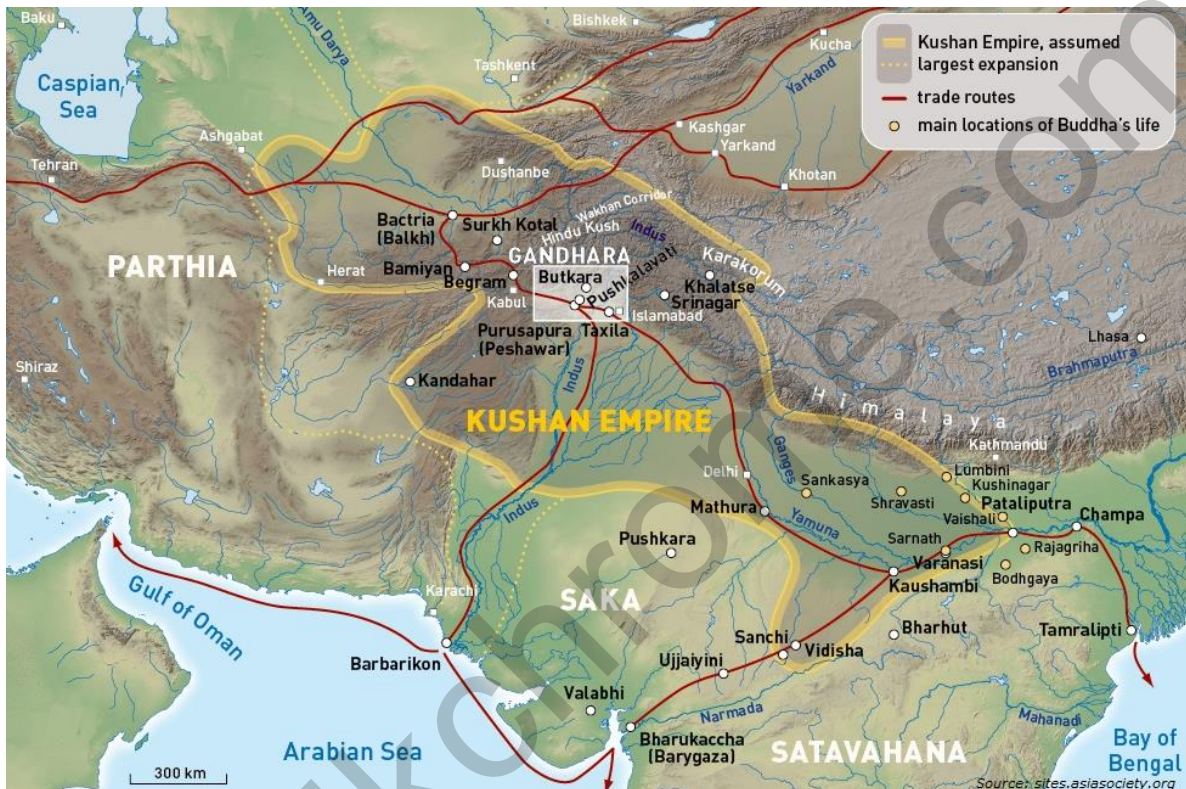 Baku
Caspian
Sea
Amu Darya
Bishkek
Tashkent
Kucha
Yarkand
Kushan Empire, assumed
largest expansion
trade routes
main locations of Buddha's life
Ashgabat
Tehran
Dushanbe
Kashgar
Yarkand
Khotan
Wakhan Corridor
Hindu Kush
Indus
Bactria
(Balkh)
Surkh Kotal
GANDHARA
Karakorum
PARTHIA
Herat
Bamiyan
Begram
Kabul
Butkara
Pushkalavati
Khalatse
Srinagar
Islamabad
Purusapura
(Peshawar)
Taxila
Lhasa
Brahmaputra
Shiraz
Kandahar
Indus
KUSHAN EMPIRE
Himalaya
Kathmandu
Delhi
Ganges
Sankasya
Shravasti
Lumbini
Kushinagar
Pataliputra
Vaishali
Champa
Indus
Mathura
Yamuna
Sarnath
Varanasi
Rajagriha
Bodhgaya
Kaushambi
Pushkara
Karachi
SAKA
Gulf of Oman
Barbarikon
Sanchi
Vidisha
Bharhut
Tamralipti
Ujjaiyini
Valabhi
Narmada
Mahanadi
Bharukaccha
(Barygaza)
SATAVAHANA
Arabian Sea
Bay of
Bengal
300 km
Source: sites.asiasociety.org